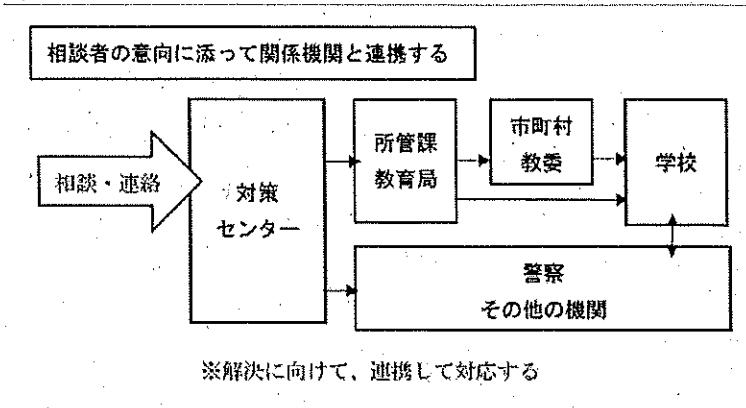 相談者の意向に添って関係機関と連携する
相談・連絡
対策
センター
所管課
教育局
市町村
教委
学校
警察
その他の機関
※解決に向けて、連携して対応する